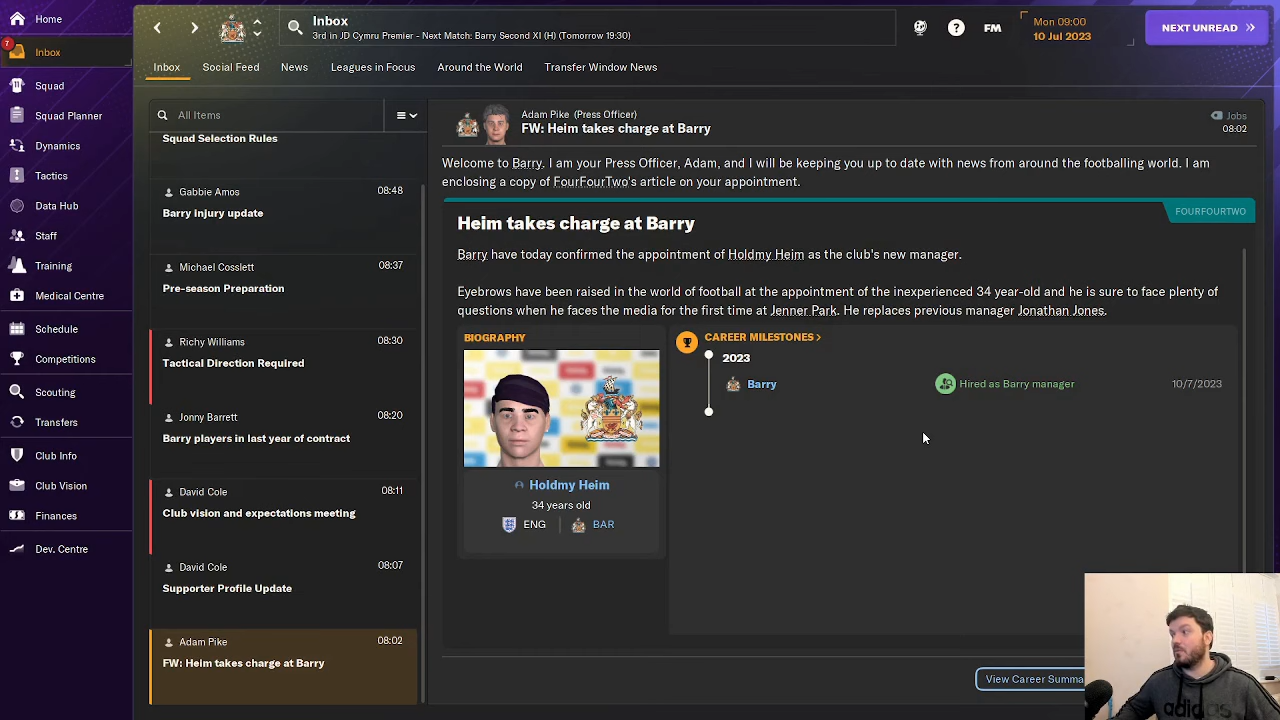 Home
7
Inbox
Squad
Squad Planner
Dynamics
Tactics
Data Hub
Staff
Training
Medical Centre
Schedule
Competitions
Scouting
Transfers
Club Info
Club Vision
Finances
Dev. Centre
Inbox
3rd in JD Cymru Premier - Next Match: Barry Second XI (H) (Tomorrow 19:30)
?
FM
Mon 09:00
10 Jul 2023
NEXT UNREAD
Inbox
Social Feed
News
Leagues in Focus
Around the World
Transfer Window News
All Items
Squad Selection Rules
Gabbie Amos 08:48
Barry injury update
Michael Cosslett 08:37
Pre-season Preparation
Richy Williams 08:30
Tactical Direction Required
Jonny Barrett 08:20
Barry players in last year of contract
David Cole 08:11
Club vision and expectations meeting
David Cole 08:07
Supporter Profile Update
Adam Pike 08:02
FW: Heim takes charge at Barry
Adam Pike (Press Officer)
FW: Heim takes charge at Barry
Jobs
08:02
Welcome to Barry. I am your Press Officer, Adam, and I will be keeping you up to date with news from around the footballing world. I am
enclosing a copy of FourFourTwo's article on your appointment.
FOURFOURTWO
Heim takes charge at Barry
Barry have today confirmed the appointment of Holdmy Heim as the club's new manager.
Eyebrows have been raised in the world of football at the appointment of the inexperienced 34 year-old and he is sure to face plenty of
questions when he faces the media for the first time at Jenner Park. He replaces previous manager Jonathan Jones.
BIOGRAPHY
Holdmy Heim
34 years old
ENG
BAR
CAREER MILESTONES >
2023
Barry
Hired as Barry manager
10/7/2023
View Career Summa
adidas